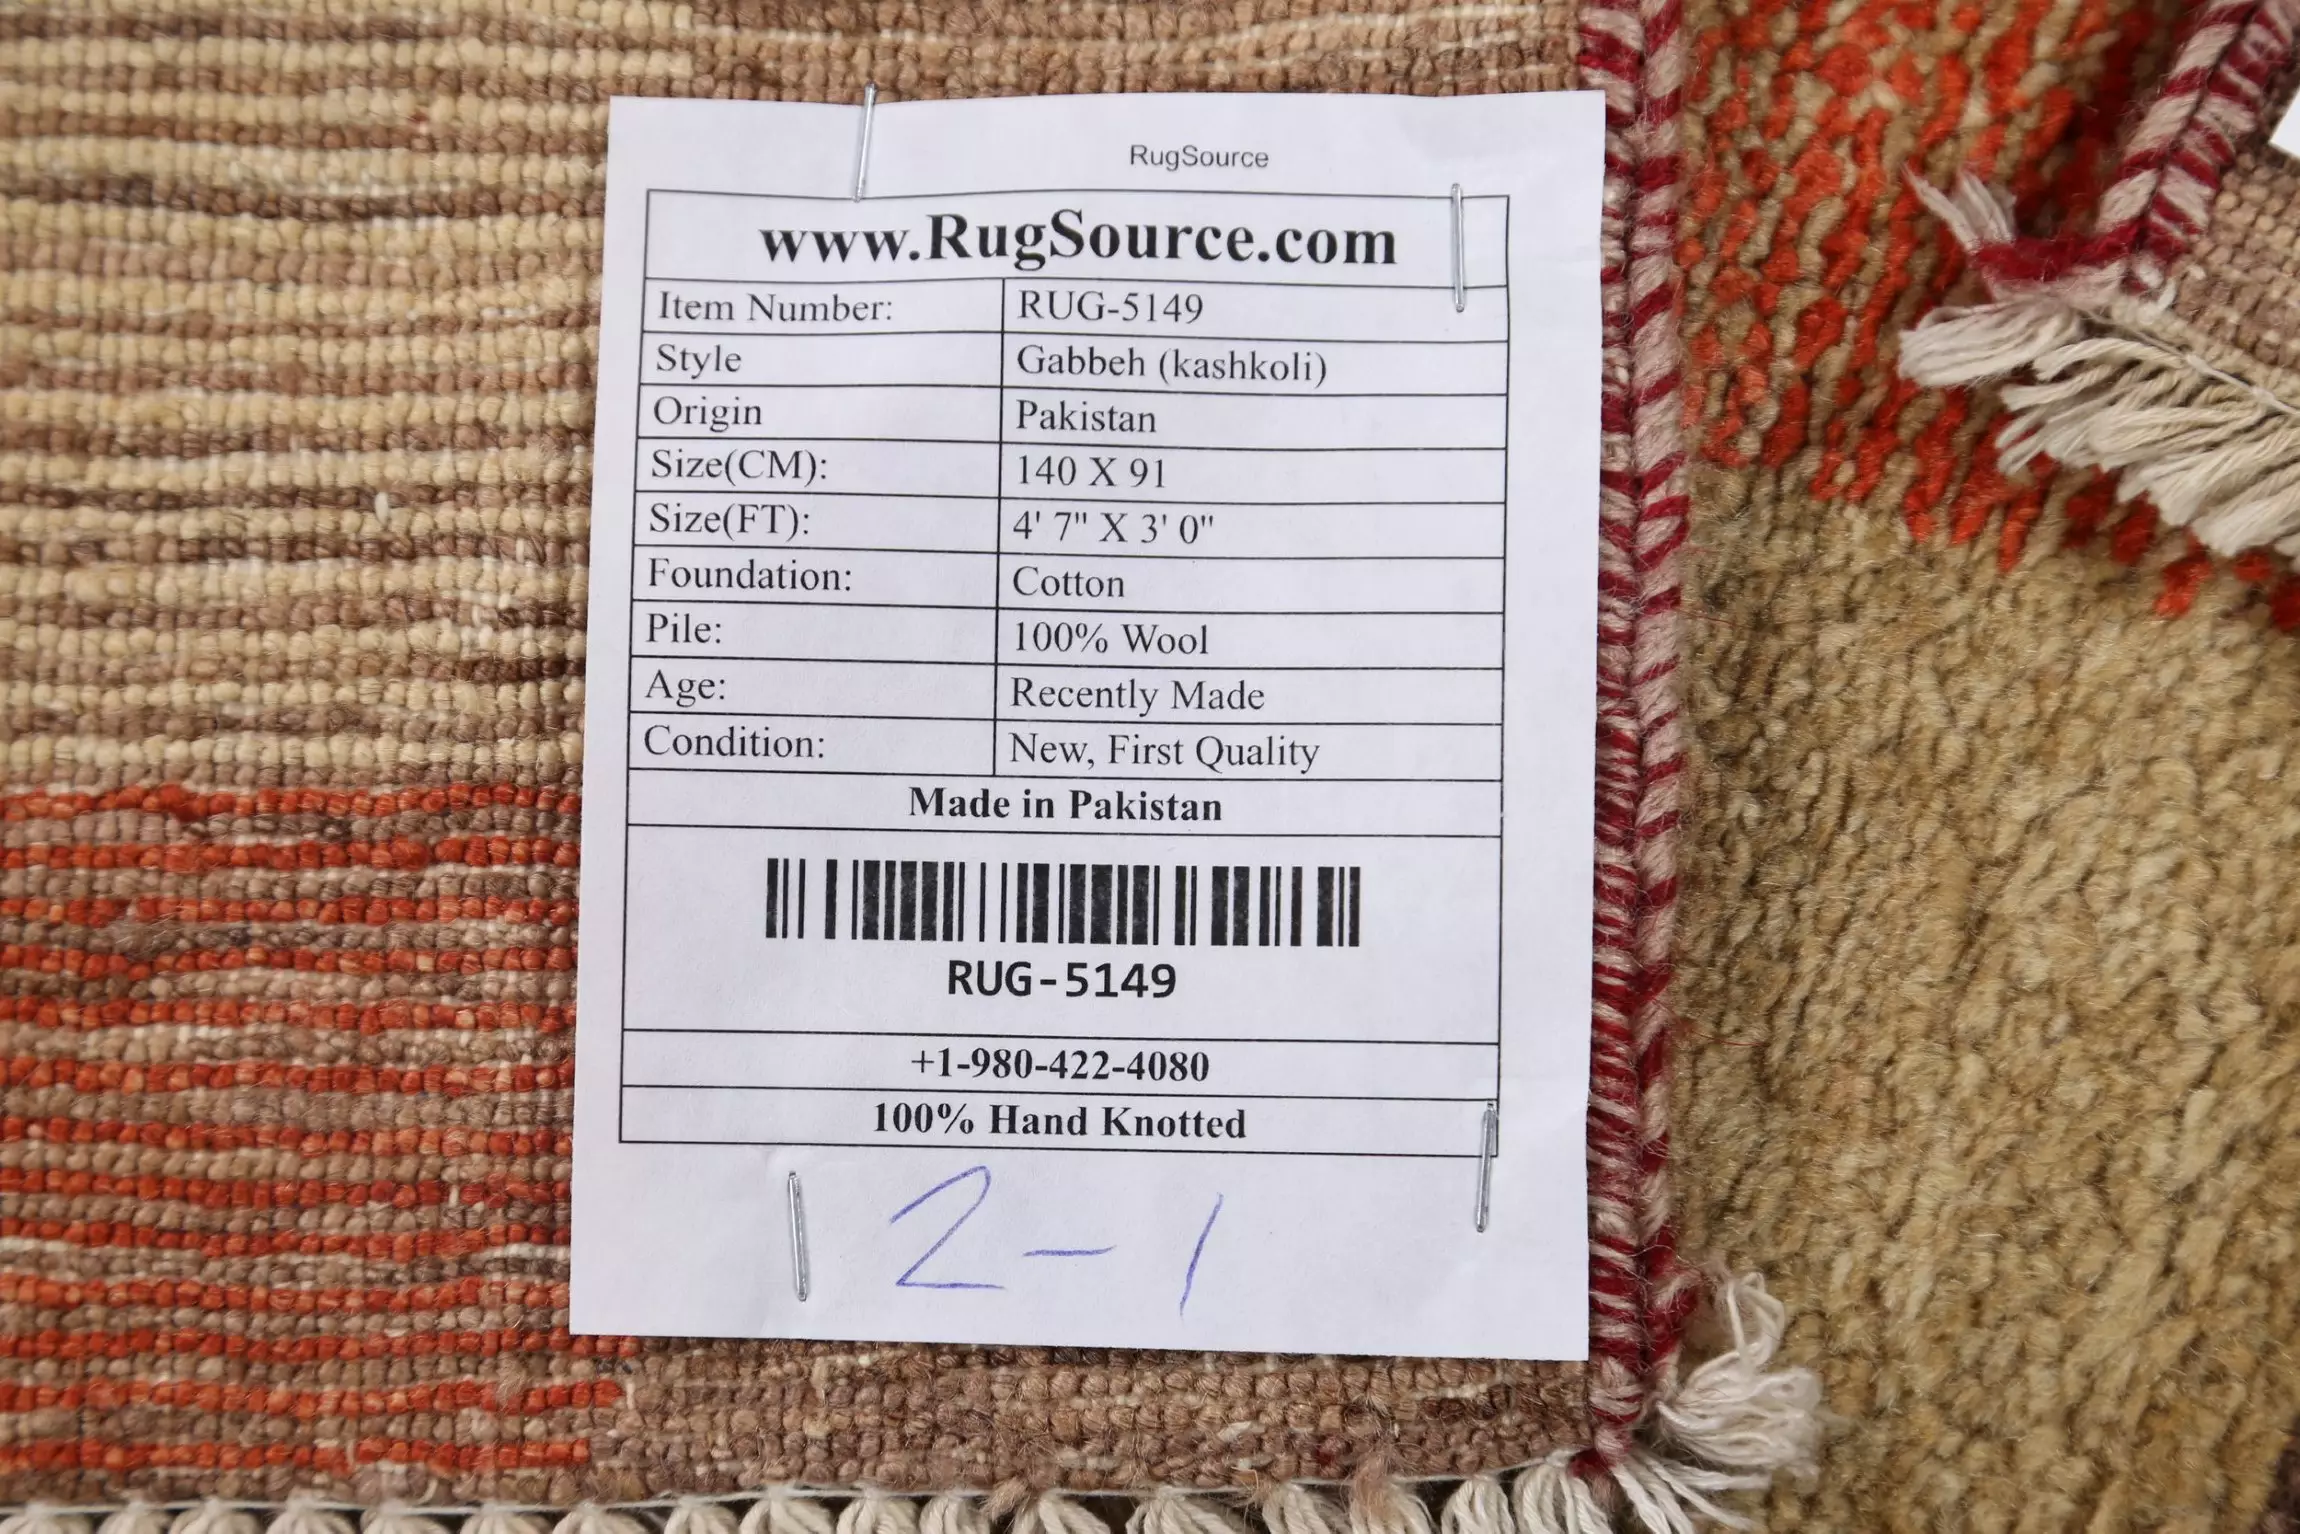 RugSource
www.RugSource.com
Item Number: RUG-5149
Style Gabbeh (kashkoli)
Origin Pakistan
Size(CM): 140 X 91
Size(FT): 4' 7" X 3' 0"
Foundation: Cotton
Pile: 100% Wool
Age: Recently Made
Condition: New, First Quality
Made in Pakistan
RUG-5149
+1-980-422-4080
100% Hand Knotted
2-1